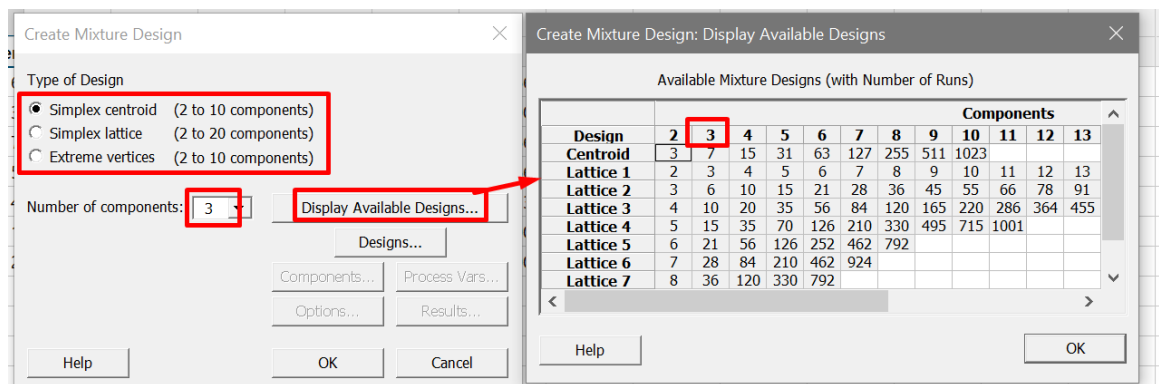 Create Mixture Design
Type of Design
Simplex centroid (2 to 10 components)
Simplex lattice (2 to 20 components)
Extreme vertices (2 to 10 components)
Number of components: 3 Display Available Designs...
Designs...
Components... Process Vars...
Options... Results...
Help OK Cancel
Create Mixture Design: Display Available Designs
Available Mixture Designs (with Number of Runs)
Components
Design 2 3 4 5 6 7 8 9 10 11 12 13
Centroid 3 7 15 31 63 127 255 511 1023
Lattice 1 2 3 4 5 6 7 8 9 10 11 12 13
Lattice 2 3 6 10 15 21 28 36 45 55 66 78 91
Lattice 3 4 10 20 35 56 84 120 165 220 286 364 455
Lattice 4 5 15 35 70 126 210 330 495 715 1001
Lattice 5 6 21 56 126 252 462 792
Lattice 6 7 28 84 210 462 924
Lattice 7 8 36 120 330 792
Help OK